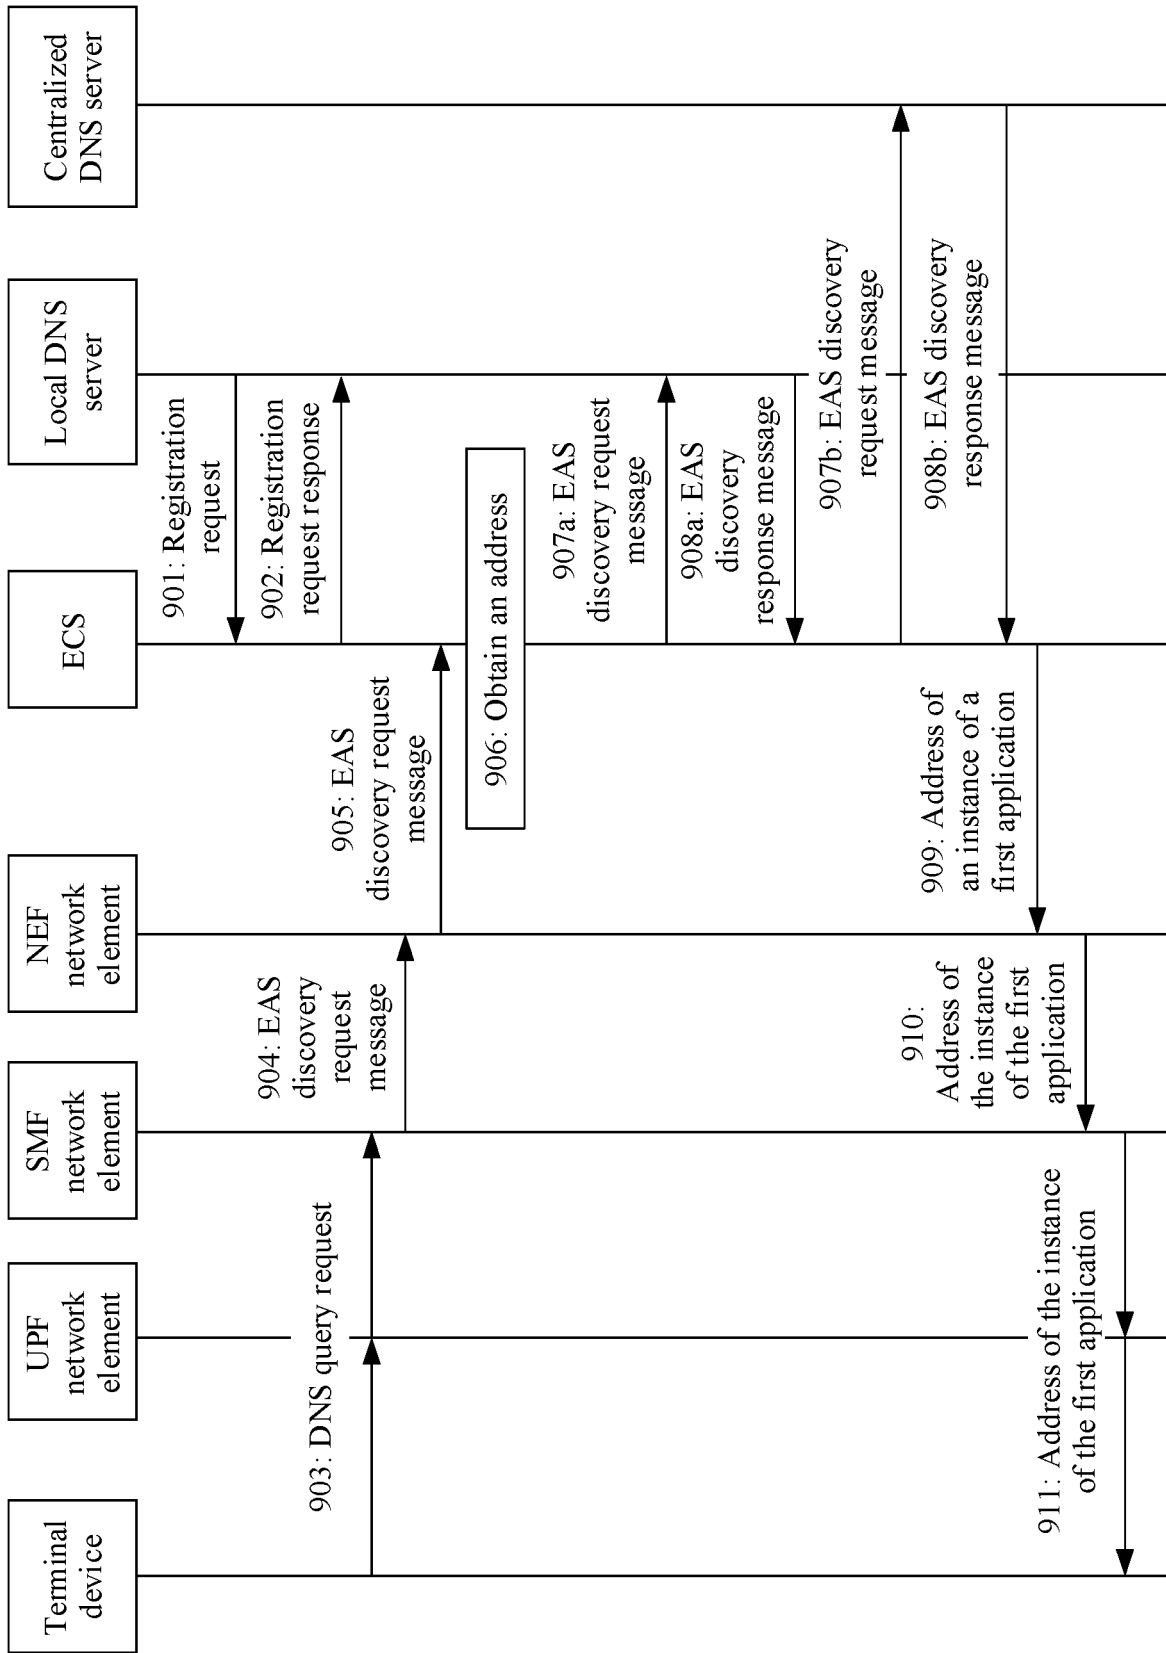 Terminal
device
UPF
network
element
SMF
network
element
NEF
network
element
ECS
Local DNS
server
Centralized
DNS server
901: Registration
request
902: Registration
request response
903: DNS query request
904: EAS
discovery
request
message
905: EAS
discovery request
message
906: Obtain an address
907a: EAS
discovery request
message
908a: EAS
discovery
response message
907b: EAS discovery
request message
908b: EAS discovery
response message
909: Address of
an instance of a
first application
910:
Address of
the instance
of the first
application
911: Address of the instance
of the first application